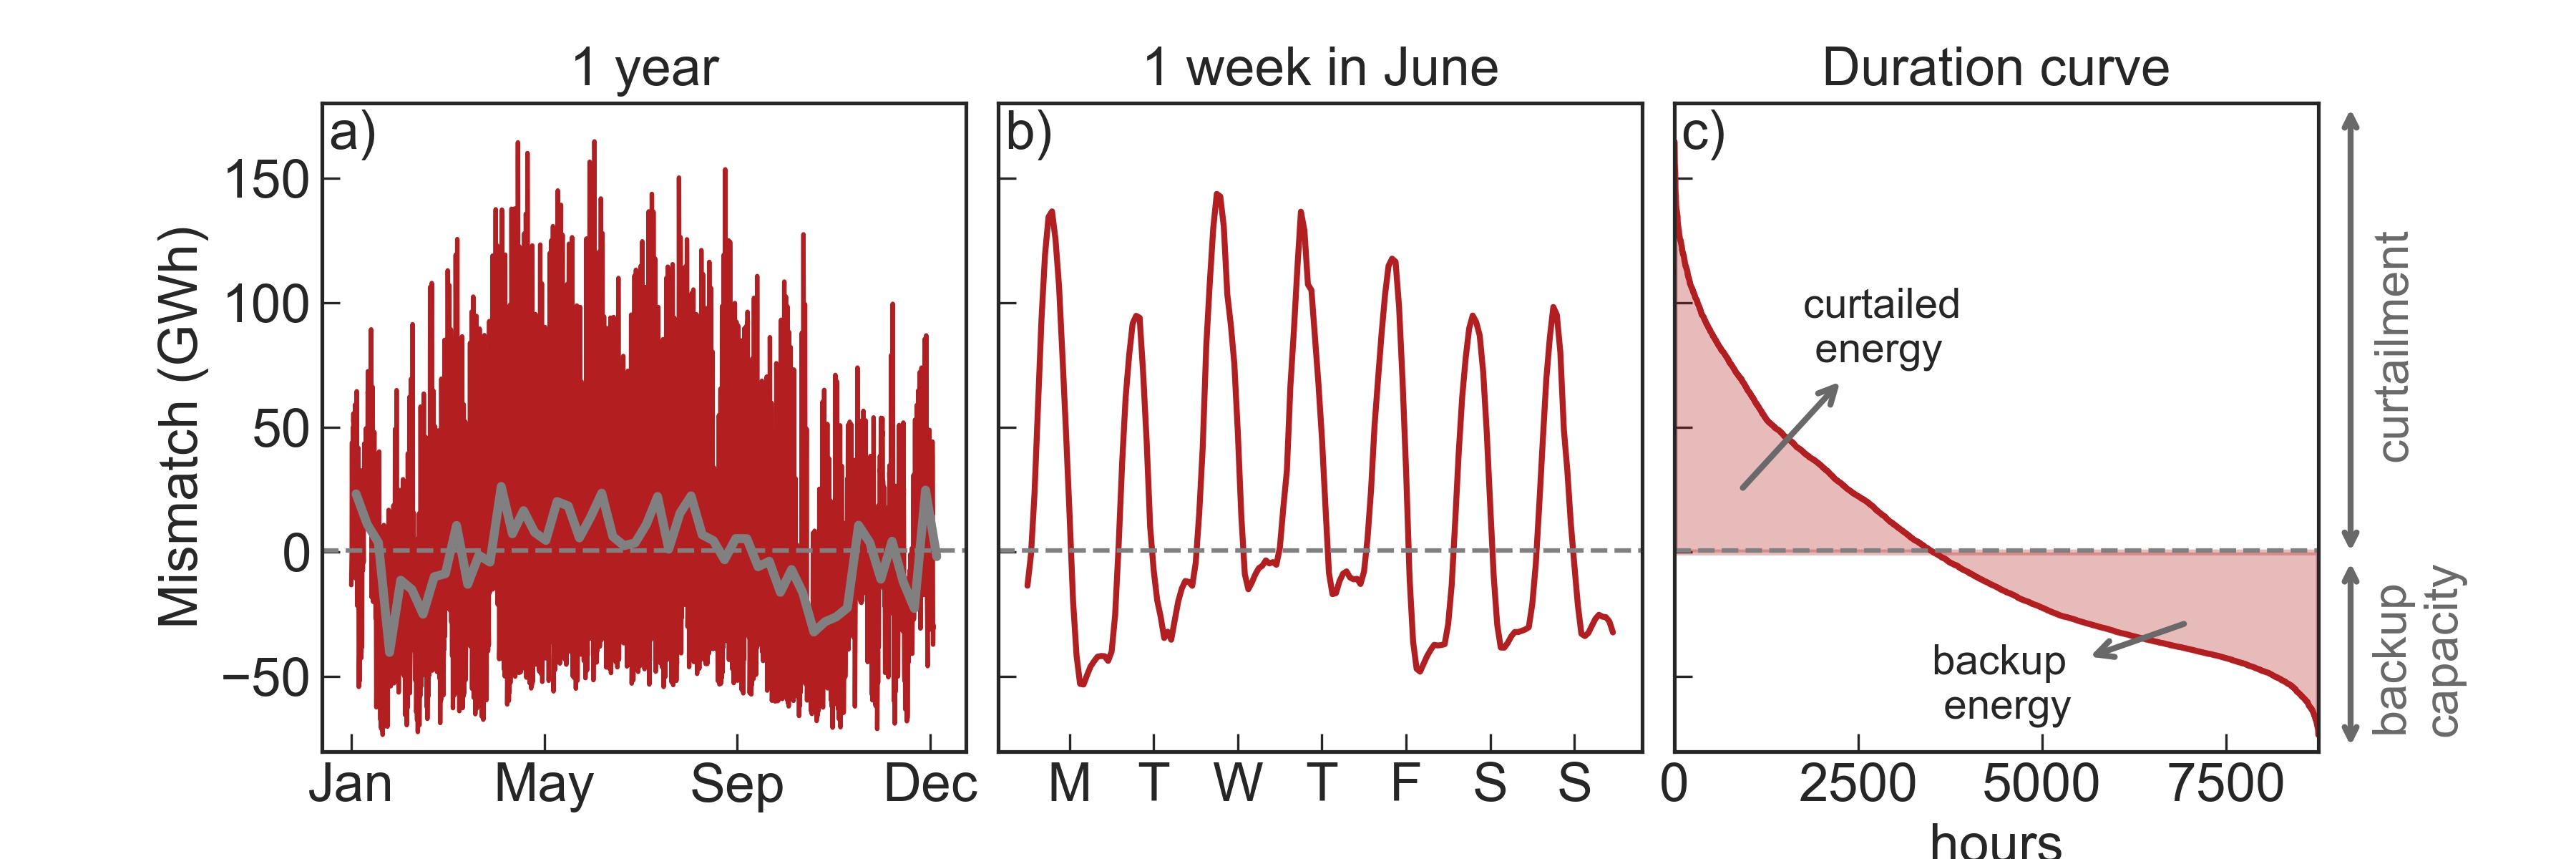 1 year
1 week in June
Duration curve
a)
b)
c)
Mismatch (GWh)
150
100
50
0
−50
Jan
May
Sep
Dec
M
T
W
T
F
S
S
curtailed
energy
backup
energy
0
2500
5000
7500
hours
curtailment
backup
capacity